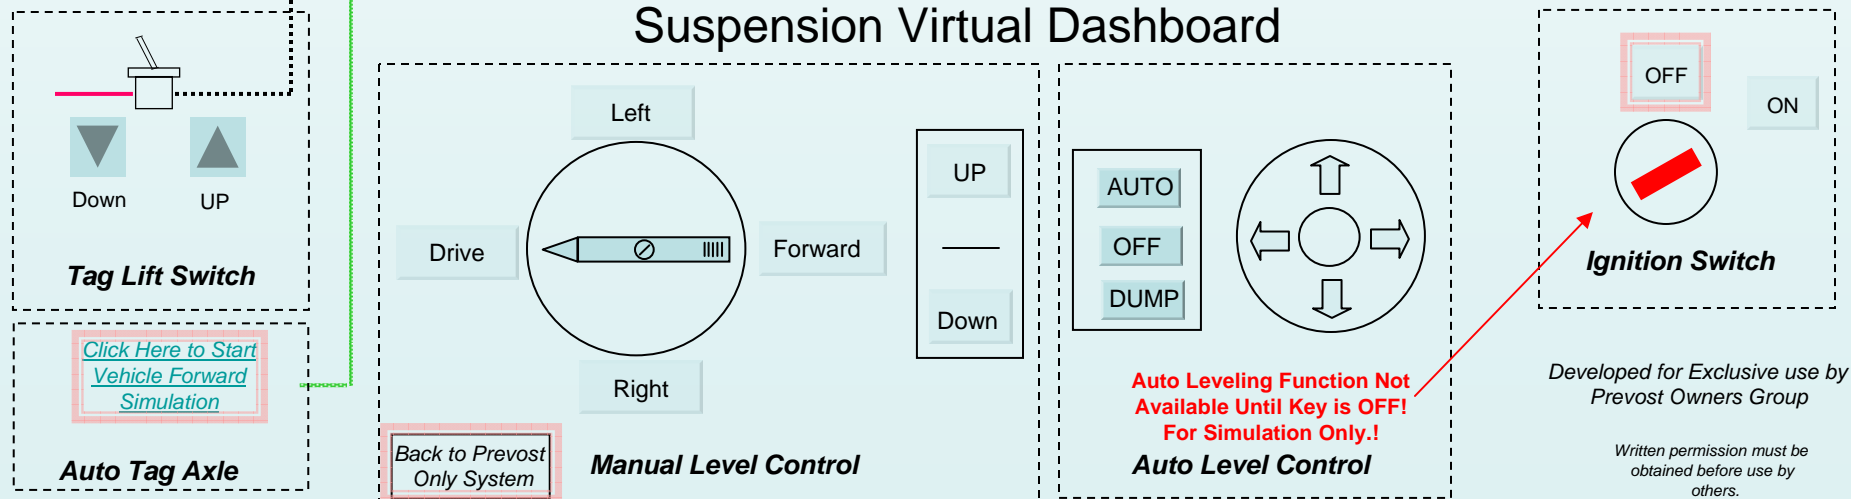 Suspension Virtual Dashboard
Down
UP
Tag Lift Switch
Click Here to Start
Vehicle Forward
Simulation
Auto Tag Axle
Left
Drive
Forward
Right
UP
Down
Back to Prevost
Only System
Manual Level Control
AUTO
OFF
DUMP
Auto Leveling Function Not
Available Until Key is OFF!
For Simulation Only.!
Auto Level Control
OFF
ON
Ignition Switch
Developed for Exclusive use by
Prevost Owners Group
Written permission must be
obtained before use by
others.